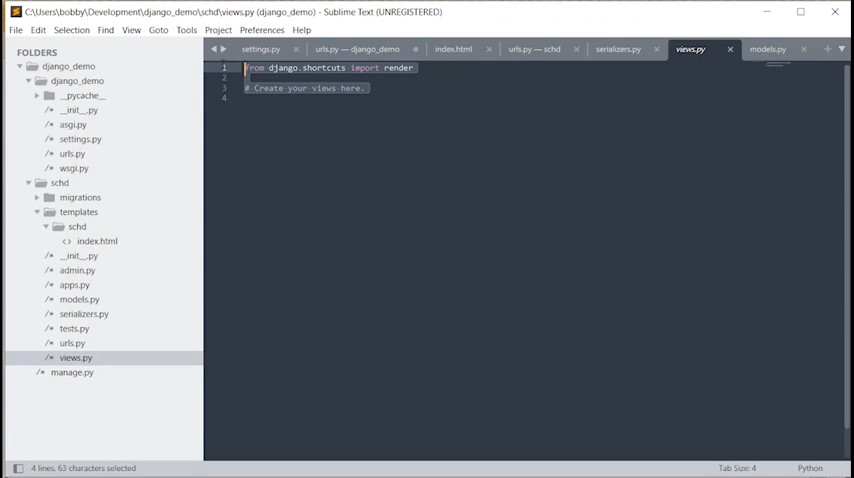 C:\Users\bobby\Development\django_demo\schd\views.py (django_demo) - Sublime Text (UNREGISTERED)
File Edit Selection Find View Goto Tools Project Preferences Help
FOLDERS
django_demo
django_demo
__pycache__
/* __init__.py
/* asgi.py
/* settings.py
/* urls.py
/* wsgi.py
schd
migrations
templates
schd
<> index.html
/* __init__.py
/* admin.py
/* apps.py
/* models.py
/* serializers.py
/* tests.py
/* urls.py
/* views.py
/* manage.py
settings.py urls.py — django_demo index.html urls.py — schd serializers.py views.py models.py
1 from django.shortcuts import render
2
3 # Create your views here.
4
4 lines, 63 characters selected Tab Size: 4 Python